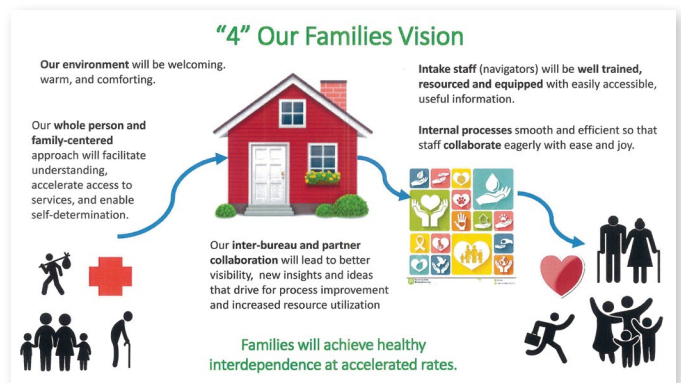 “4” Our Families Vision
Our environment will be welcoming.
warm, and comforting.
Our whole person and
family-centered
approach will facilitate
understanding,
accelerate access to
services, and enable
self-determination.
Intake staff (navigators) will be well trained,
resourced and equipped with easily accessible,
useful information.
Internal processes smooth and efficient so that
staff collaborate eagerly with ease and joy.
Our inter-bureau and partner
collaboration will lead to better
visibility, new insights and ideas
that drive for process improvement
and increased resource utilization
Families will achieve healthy
interdependence at accelerated rates.